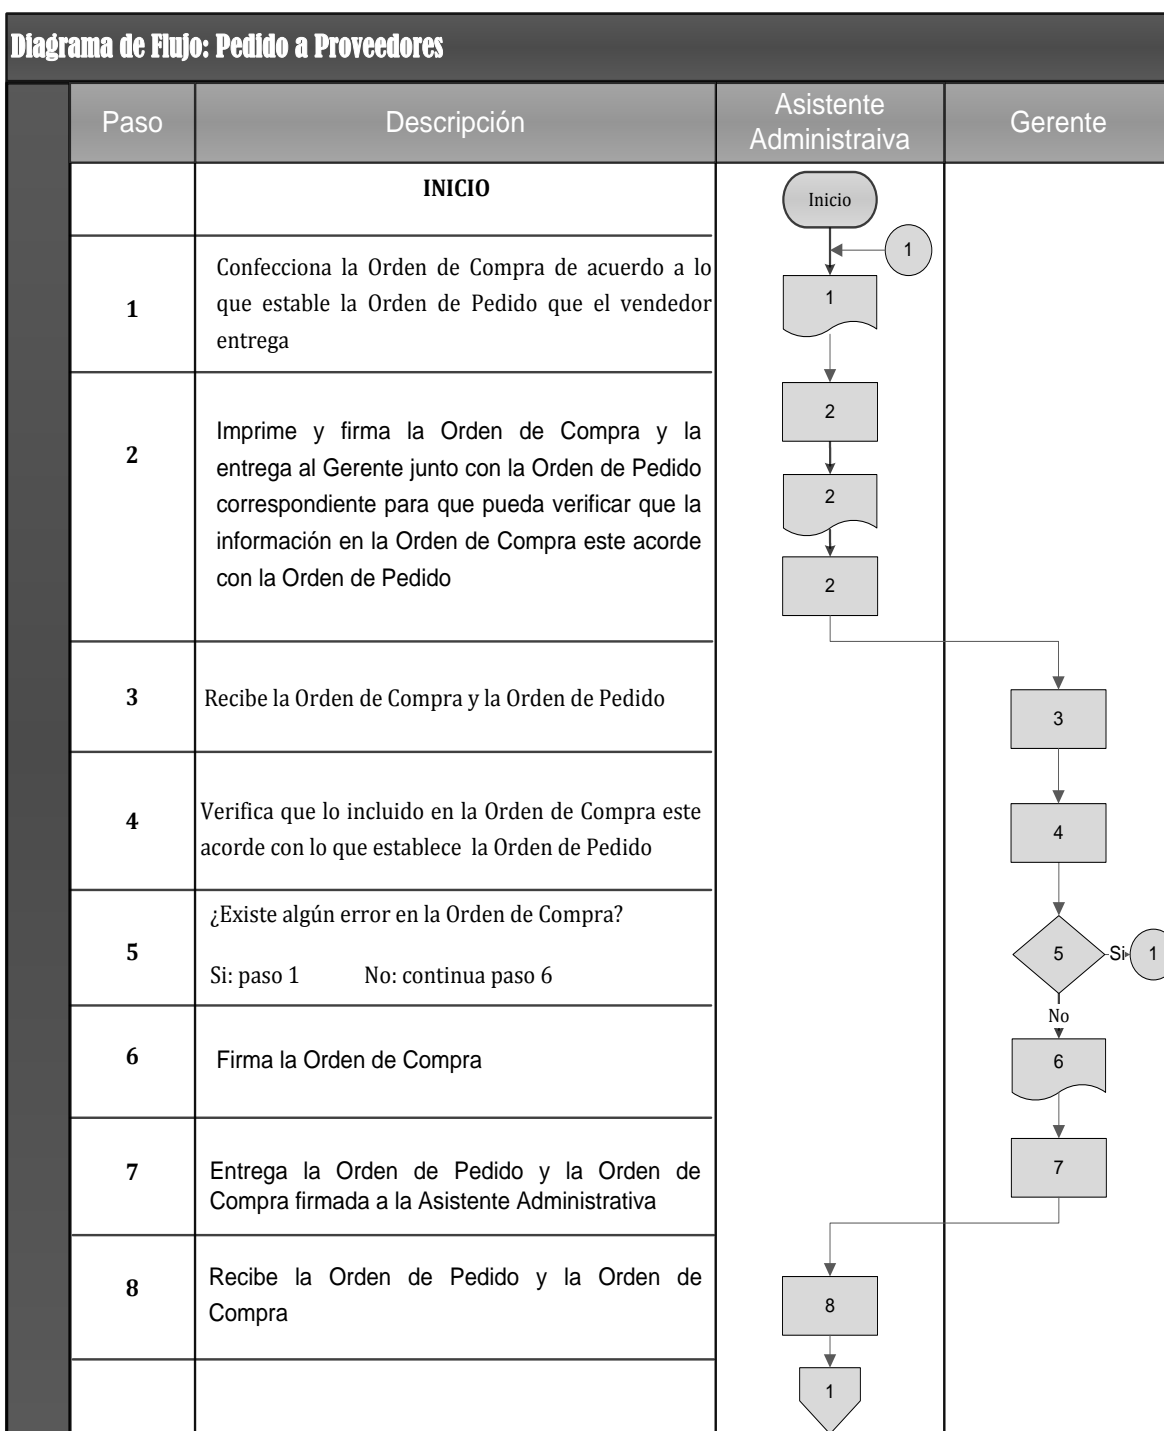 Diagrama de Flujo: Pedido a Proveedores
Paso
Descripción
Asistente
Administraiva
Gerente
INICIO
Inicio
1
1
Confecciona la Orden de Compra de acuerdo a lo
que estable la Orden de Pedido que el vendedor
entrega
1
2
Imprime y firma la Orden de Compra y la
entrega al Gerente junto con la Orden de Pedido
correspondiente para que pueda verificar que la
información en la Orden de Compra este acorde
con la Orden de Pedido
2
2
2
3
Recibe la Orden de Compra y la Orden de Pedido
3
4
Verifica que lo incluido en la Orden de Compra este
acorde con lo que establece la Orden de Pedido
4
5
¿Existe algún error en la Orden de Compra?
Si: paso 1 No: continua paso 6
5
Si
1
No
6
Firma la Orden de Compra
6
7
Entrega la Orden de Pedido y la Orden de
Compra firmada a la Asistente Administrativa
7
8
Recibe la Orden de Pedido y la Orden de
Compra
8
1